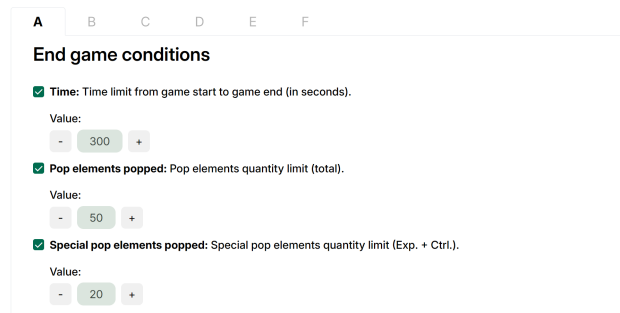 A B C D E F
End game conditions
Time: Time limit from game start to game end (in seconds).
Value:
- 300 +
Pop elements popped: Pop elements quantity limit (total).
Value:
- 50 +
Special pop elements popped: Special pop elements quantity limit (Exp. + Ctrl.).
Value:
- 20 +